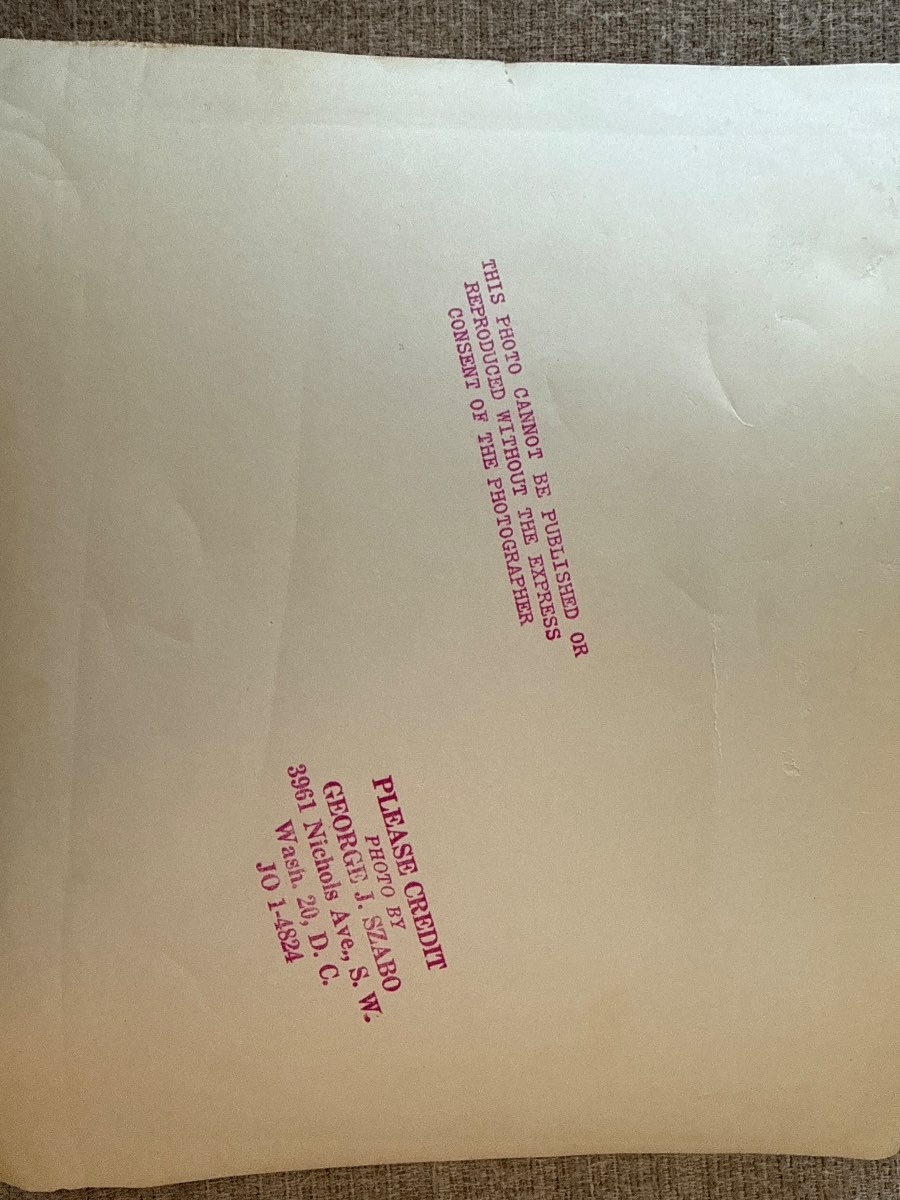 THIS PHOTO CANNOT BE PUBLISHED OR
REPRODUCED WITHOUT THE EXPRESS
CONSENT OF THE PHOTOGRAPHER
PLEASE CREDIT
PHOTO BY
GEORGE J. SZABO
3961 Nichols Ave., S. W.
Wash. 20, D. C.
JO 1-4824